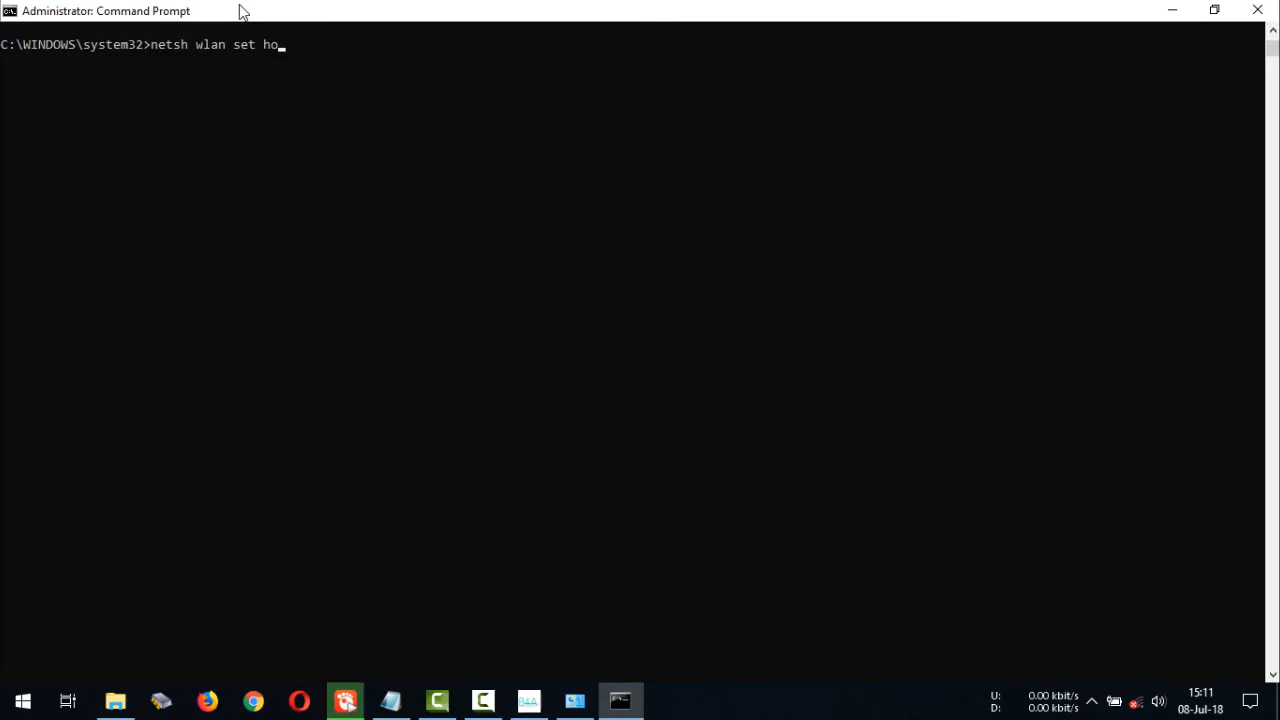 Administrator: Command Prompt
C:\WINDOWS\system32>netsh wlan set ho
B4A
U: 0.00 kbit/s
D: 0.00 kbit/s
15:11
08-Jul-18